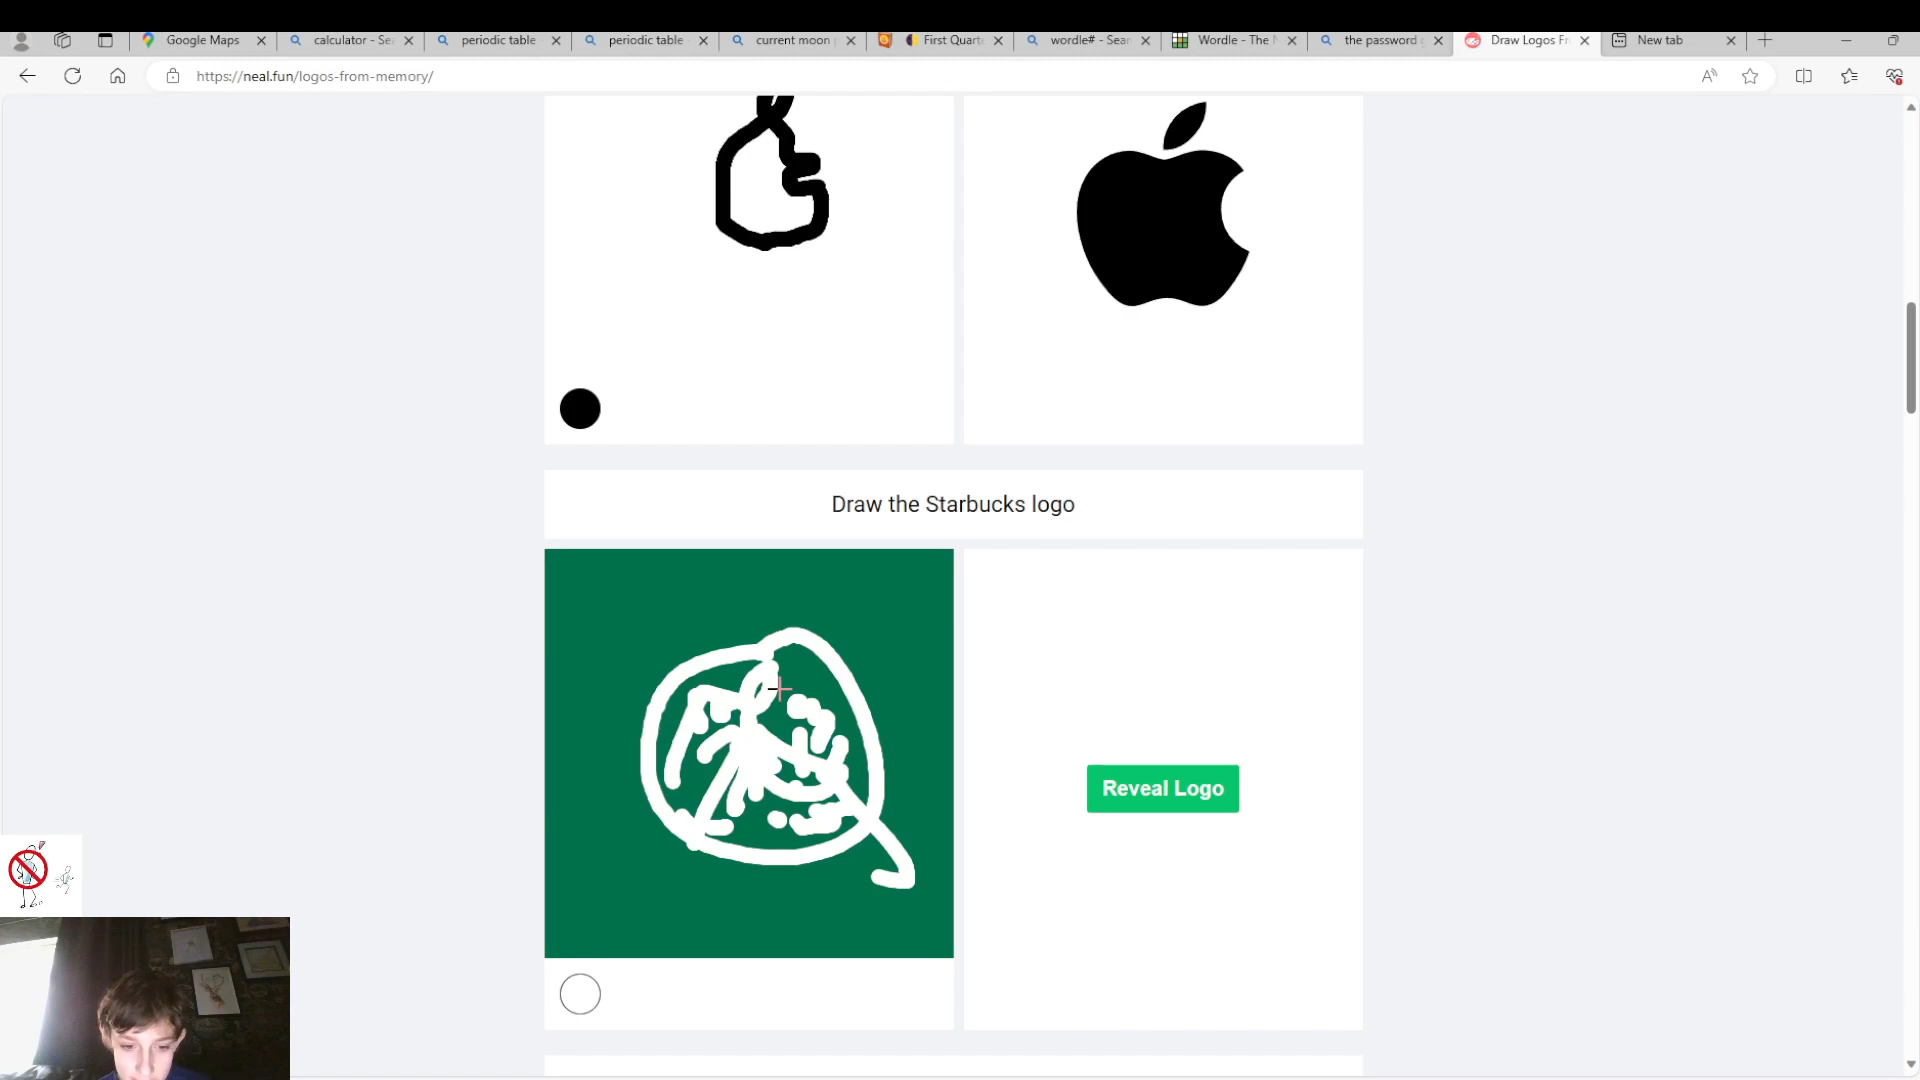 Google Maps
calculator - Sea
periodic table
periodic table
current moon p
First Quart
wordle# - Sear
Wordle - The N
the password g
Draw Logos Fr
New tab
https://neal.fun/logos-from-memory/
Draw the Starbucks logo
Reveal Logo